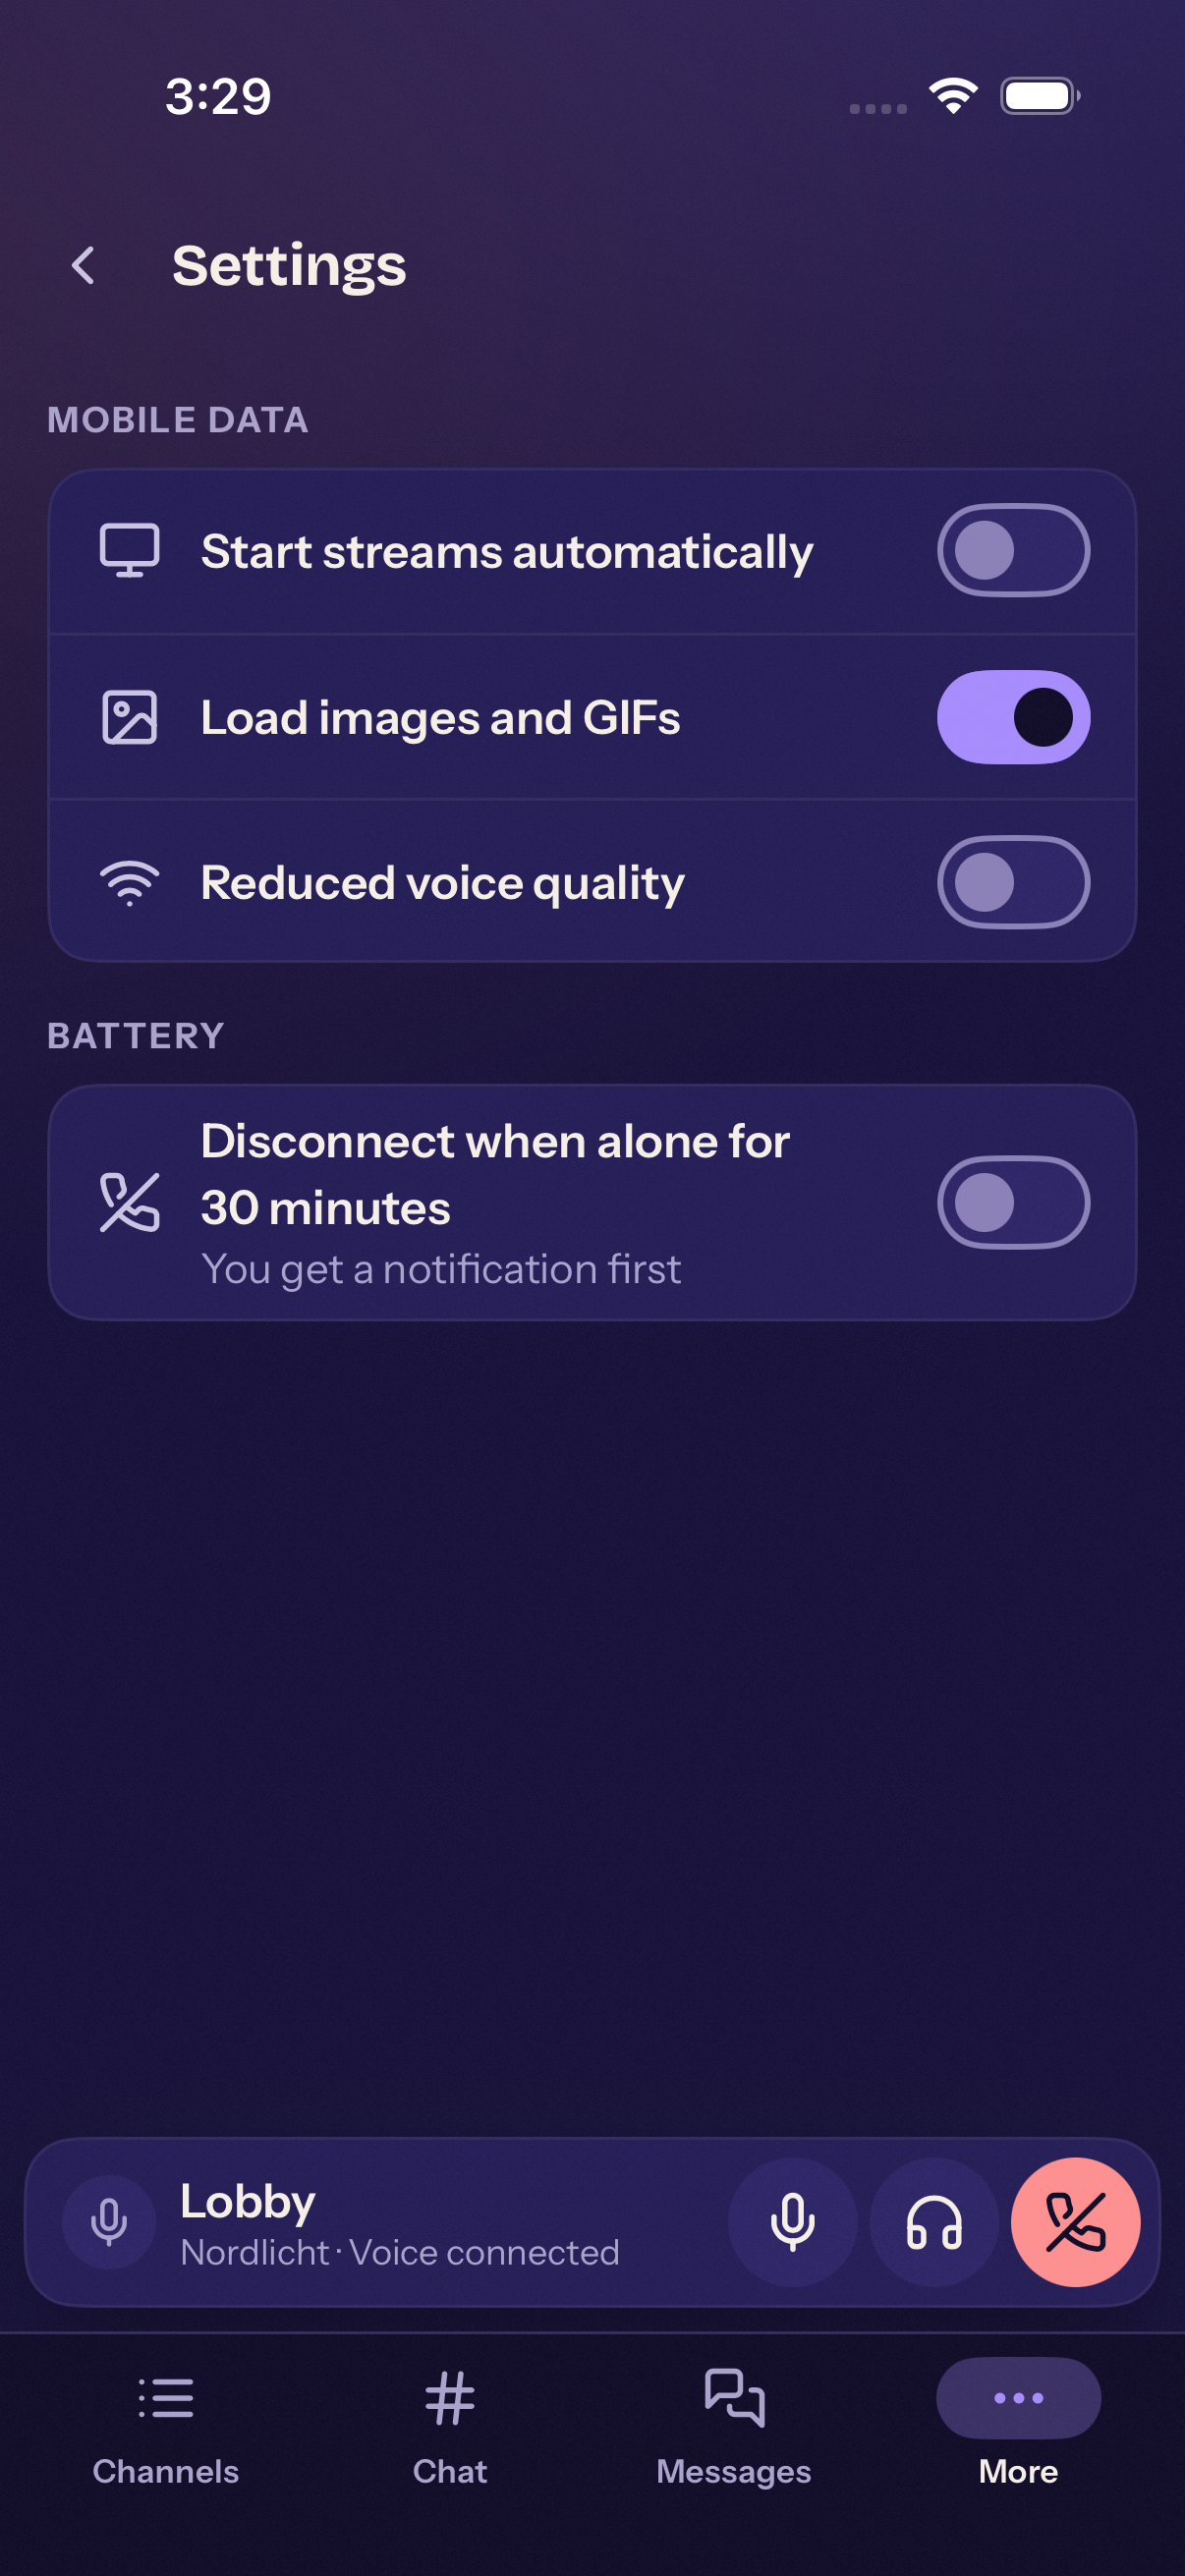 3:29
Settings
MOBILE DATA
Start streams automatically
Load images and GIFs
Reduced voice quality
BATTERY
Disconnect when alone for
30 minutes
You get a notification first
Lobby
Nordlicht · Voice connected
Channels
Chat
Messages
More